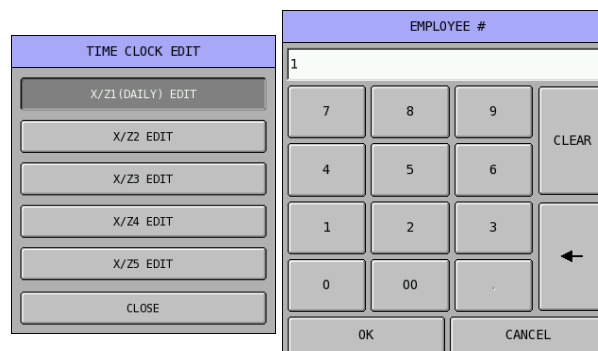 TIME CLOCK EDIT
X/Z1(DAILY) EDIT
X/Z2 EDIT
X/Z3 EDIT
X/Z4 EDIT
X/Z5 EDIT
CLOSE
EMPLOYEE #
1
7 8 9
CLEAR
4 5 6
1 2 3
0 00 .
OK CANCEL